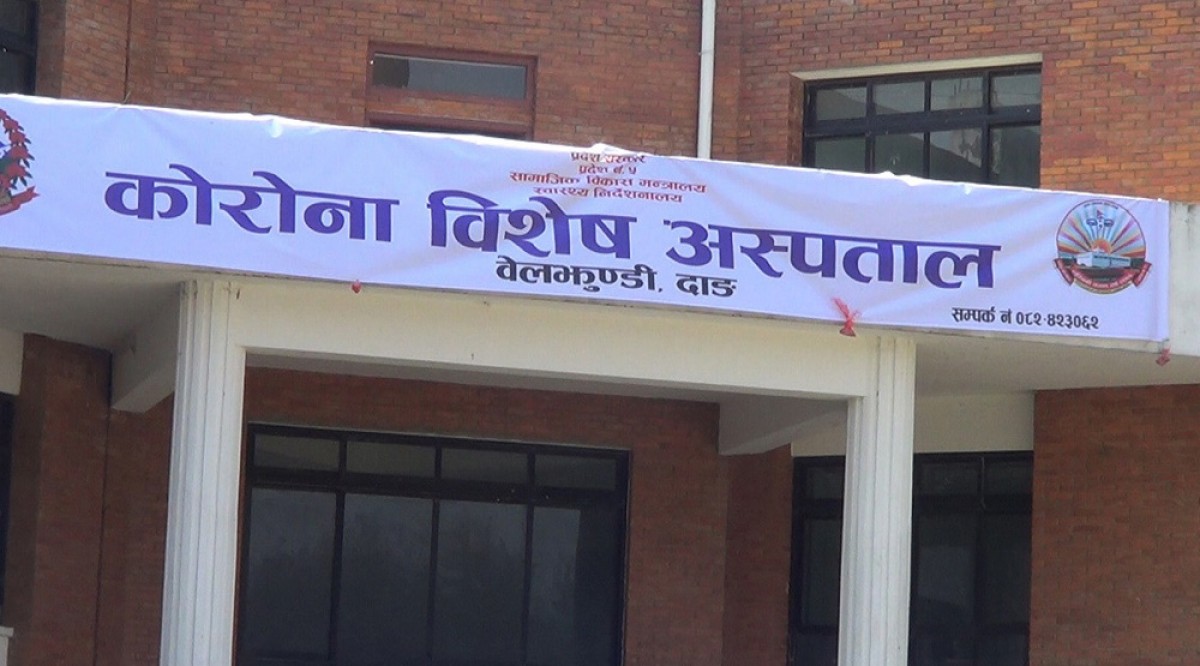 प्रदेश सरकार
प्रदेश नं. ५
सामाजिक विकास मन्त्रालय
स्वास्थ्य निर्देशनालय
कोरोना विशेष अस्पताल
वेलझुण्डी, दाङ
सम्पर्क नं ०८२-४२३०६२